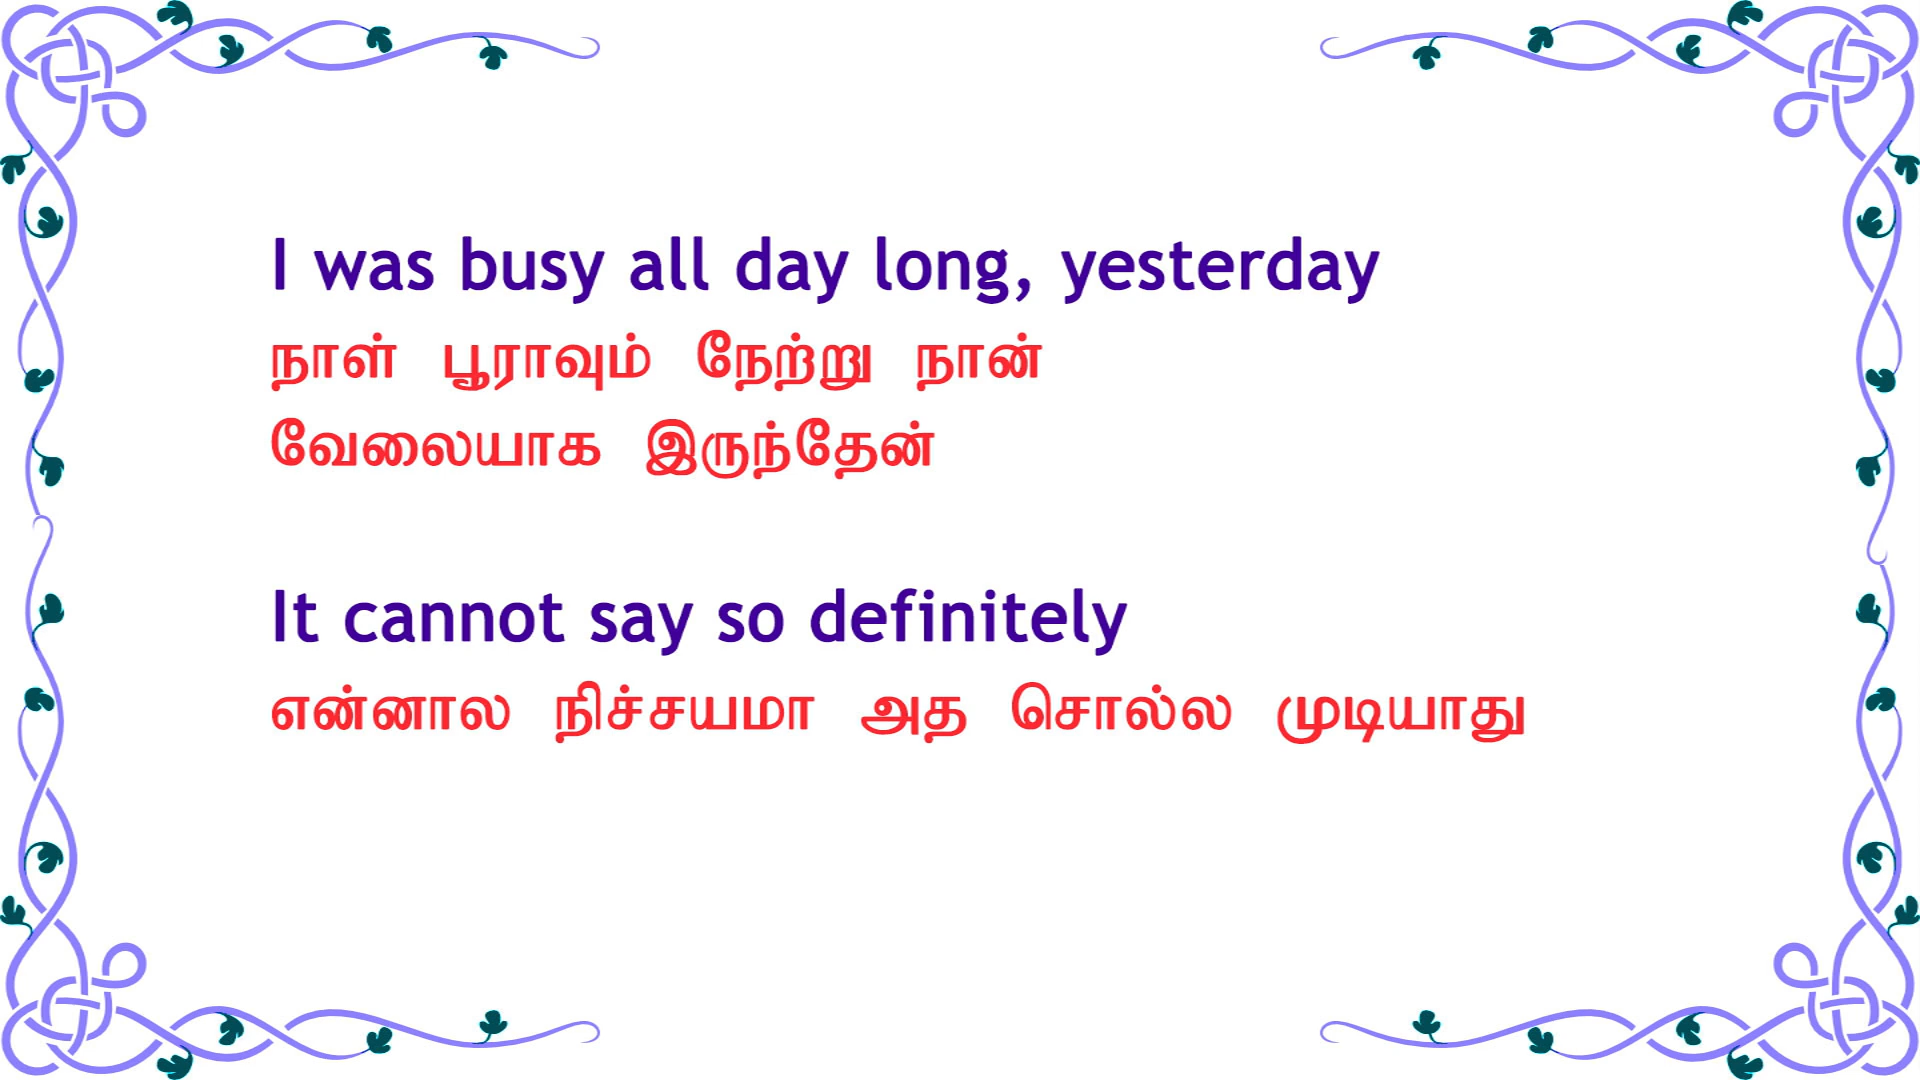 I was busy all day long, yesterday
நாள் பூராவும் நேற்று நான்
வேலையாக இருந்தேன்
It cannot say so definitely
என்னால நிச்சயமா அத சொல்ல முடியாது